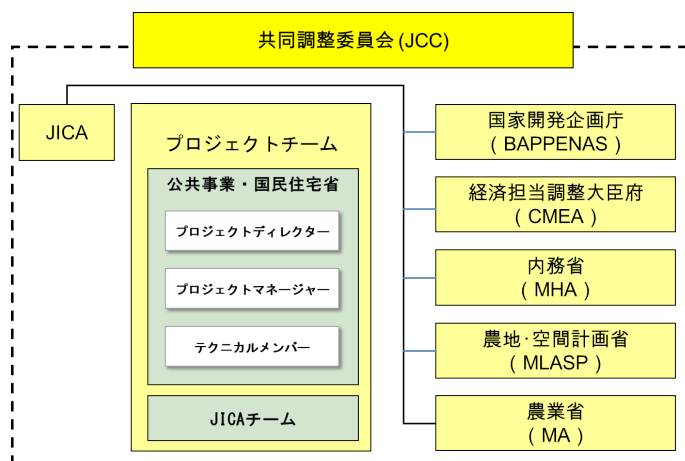 共同調整委員会(JCC)
JICA
プロジェクトチーム
公共事業・国民住宅省
プロジェクトディレクター
プロジェクトマネージャー
テクニカルメンバー
JICAチーム
国家開発企画庁
( BAPPENAS )
経済担当調整大臣府
( CMEA )
内務省
( MHA )
農地·空間計画省
( MLASP )
農業省
( MA )